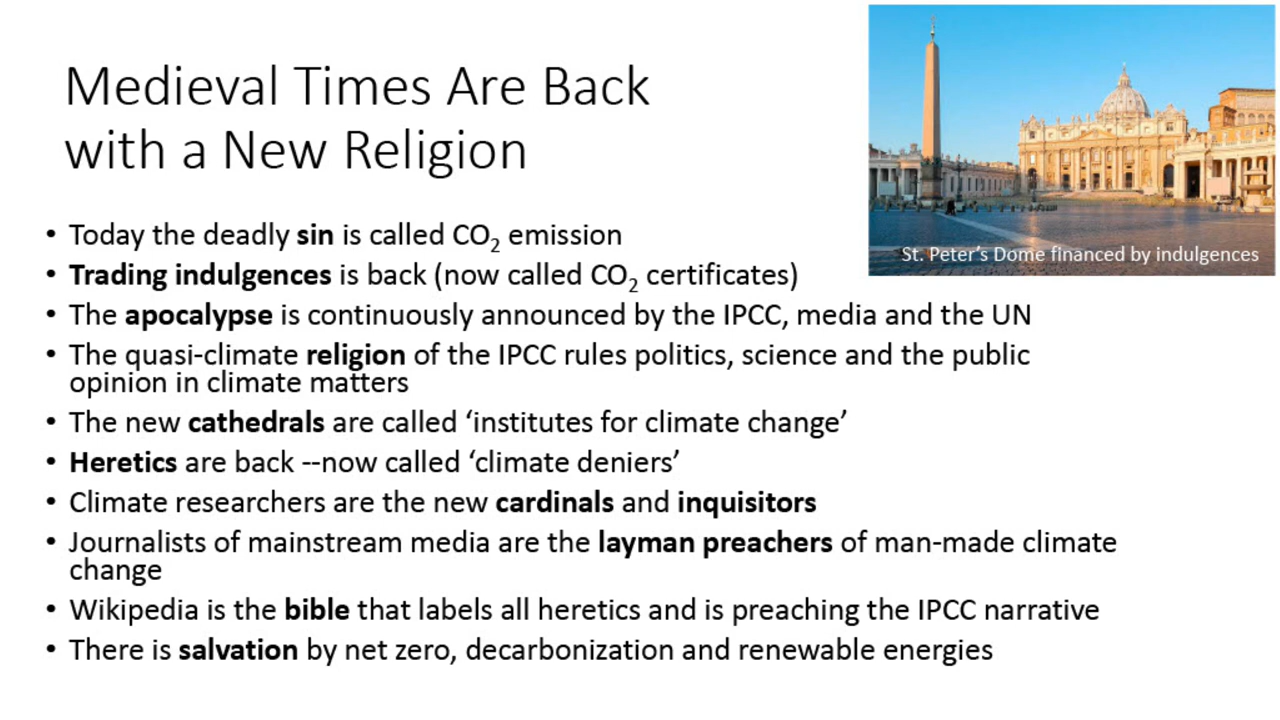 Medieval Times Are Back
with a New Religion
St. Peter's Dome financed by indulgences
• Today the deadly sin is called CO₂ emission
• Trading indulgences is back (now called CO₂ certificates)
• The apocalypse is continuously announced by the IPCC, media and the UN
• The quasi-climate religion of the IPCC rules politics, science and the public
opinion in climate matters
• The new cathedrals are called ‘institutes for climate change’
• Heretics are back --now called ‘climate deniers’
• Climate researchers are the new cardinals and inquisitors
• Journalists of mainstream media are the layman preachers of man-made climate
change
• Wikipedia is the bible that labels all heretics and is preaching the IPCC narrative
• There is salvation by net zero, decarbonization and renewable energies